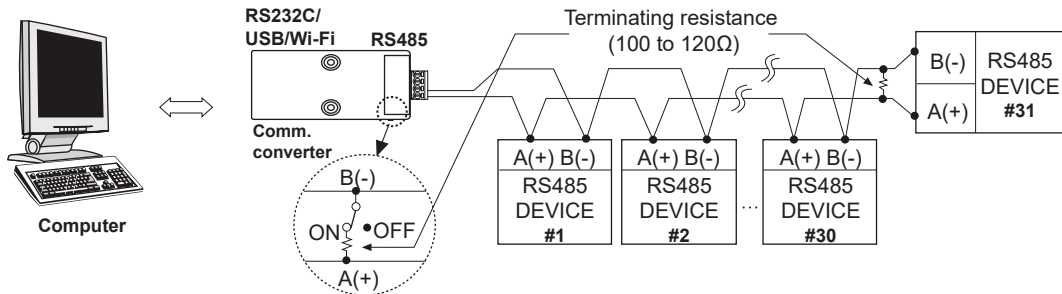 RS232C/
USB/Wi-Fi
RS485
Terminating resistance
(100 to 120Ω)
Comm.
converter
Computer
B(-)
ON
OFF
A(+)
A(+) B(-)
RS485
DEVICE
#1
A(+) B(-)
RS485
DEVICE
#2
...
A(+) B(-)
RS485
DEVICE
#30
B(-)
A(+)
RS485
DEVICE
#31